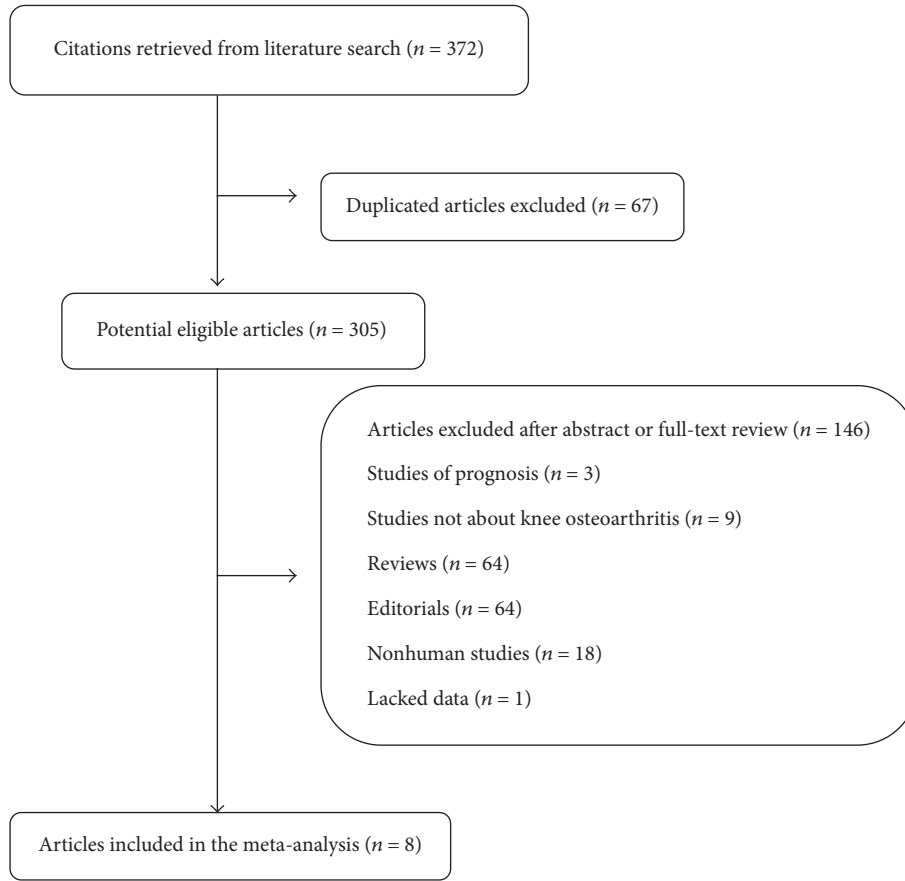 Citations retrieved from literature search (n = 372)
Duplicated articles excluded (n = 67)
Potential eligible articles (n = 305)
Articles excluded after abstract or full-text review (n = 146)
Studies of prognosis (n = 3)
Studies not about knee osteoarthritis (n = 9)
Reviews (n = 64)
Editorials (n = 64)
Nonhuman studies (n = 18)
Lacked data (n = 1)
Articles included in the meta-analysis (n = 8)